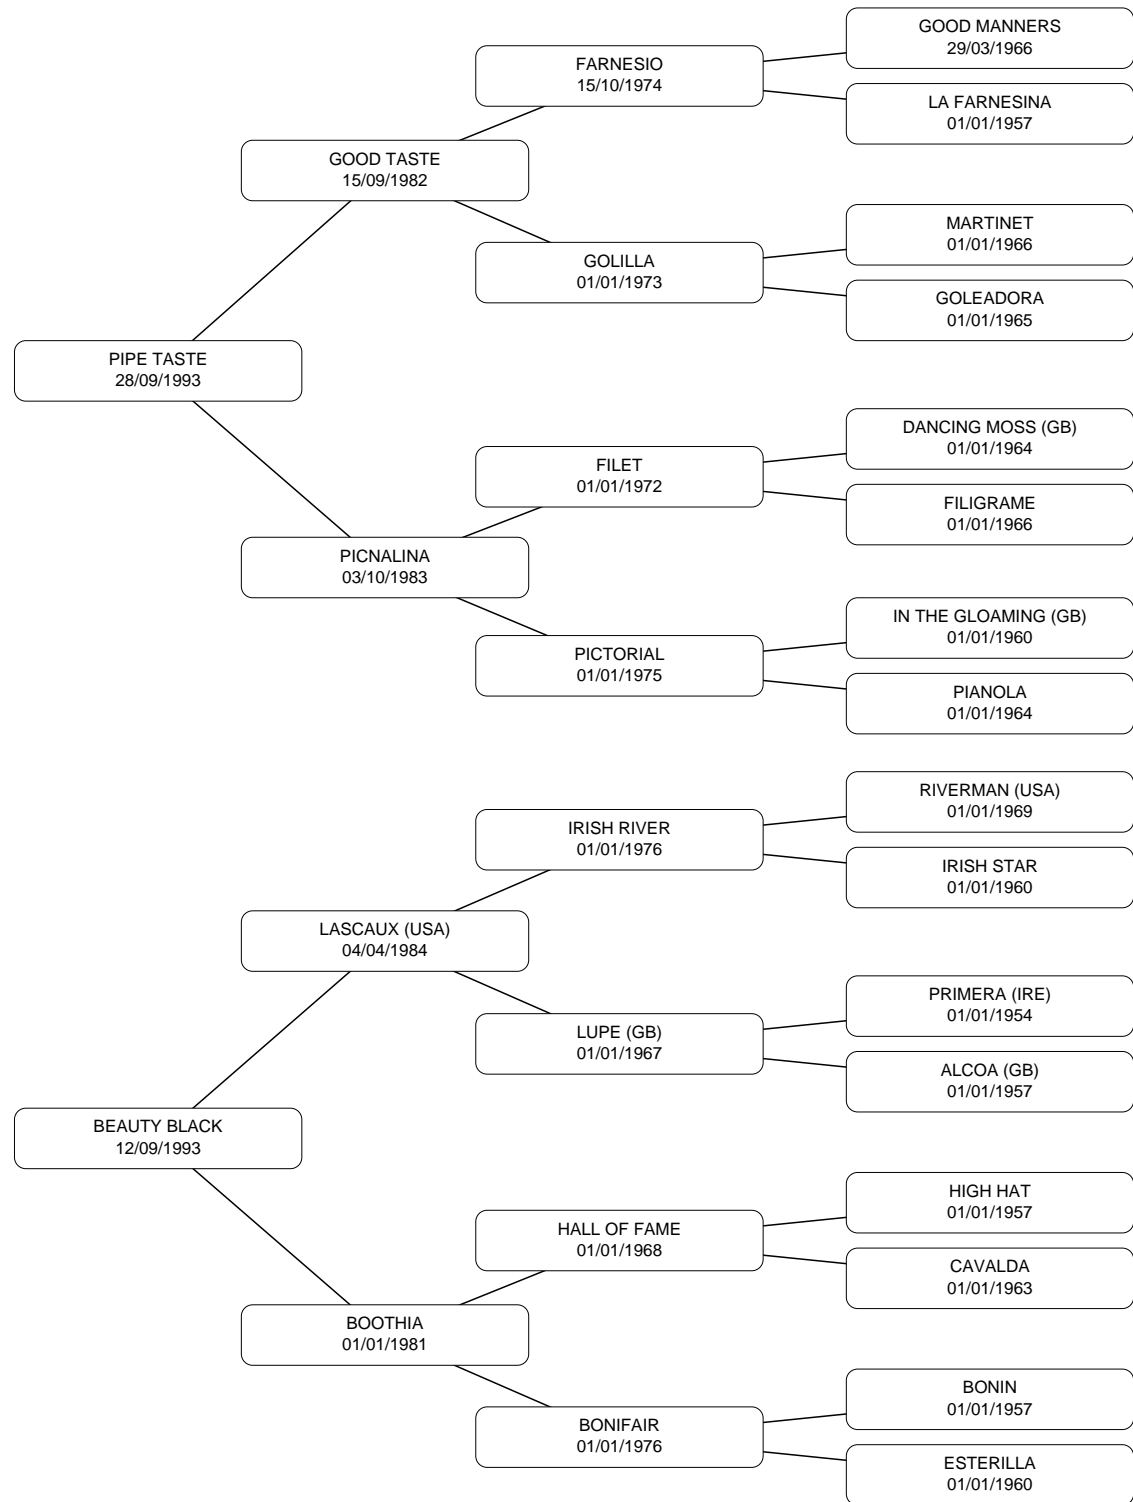 GOOD MANNERS
29/03/1966
FARNESIO
15/10/1974
LA FARNESINA
01/01/1957
GOOD TASTE
15/09/1982
MARTINET
01/01/1966
GOLILLA
01/01/1973
GOLEADORA
01/01/1965
PIPE TASTE
28/09/1993
DANCING MOSS (GB)
01/01/1964
FILET
01/01/1972
FILIGRAME
01/01/1966
PICNALINA
03/10/1983
IN THE GLOAMING (GB)
01/01/1960
PICTORIAL
01/01/1975
PIANOLA
01/01/1964
RIVERMAN (USA)
01/01/1969
IRISH RIVER
01/01/1976
IRISH STAR
01/01/1960
LASCAUX (USA)
04/04/1984
PRIMERA (IRE)
01/01/1954
LUPE (GB)
01/01/1967
ALCOA (GB)
01/01/1957
BEAUTY BLACK
12/09/1993
HIGH HAT
01/01/1957
HALL OF FAME
01/01/1968
CAVALDA
01/01/1963
BOOTHIA
01/01/1981
BONIN
01/01/1957
BONIFAIR
01/01/1976
ESTERILLA
01/01/1960